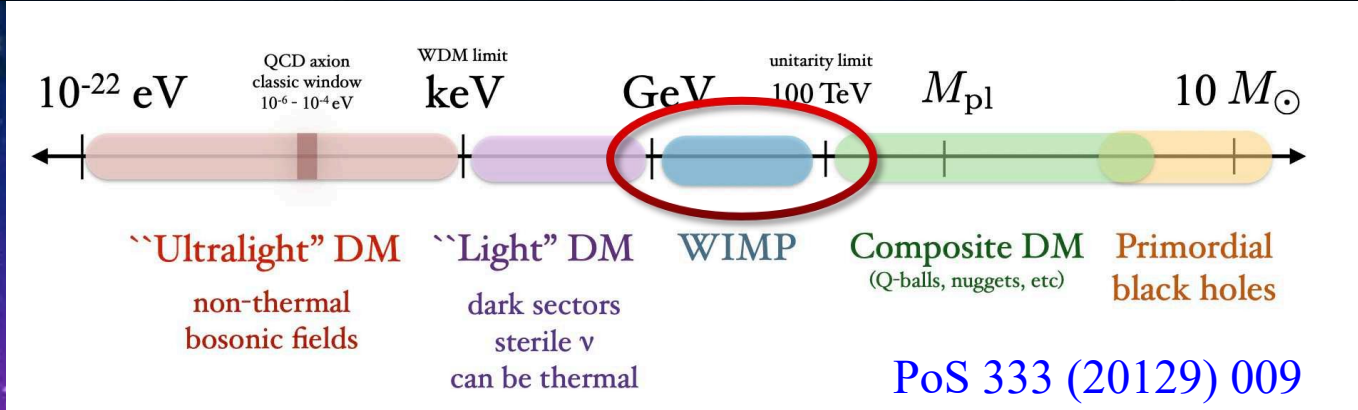 10-22 eV
QCD axion
classic window
10-6 - 10-4 eV
WDM limit
keV
GeV
unitarity limit
100 TeV
Mpl
10 M☉
``Ultralight” DM
non-thermal
bosonic fields
``Light” DM
dark sectors
sterile ν
can be thermal
WIMP
Composite DM
(Q-balls, nuggets, etc)
Primordial
black holes
PoS 333 (20129) 009